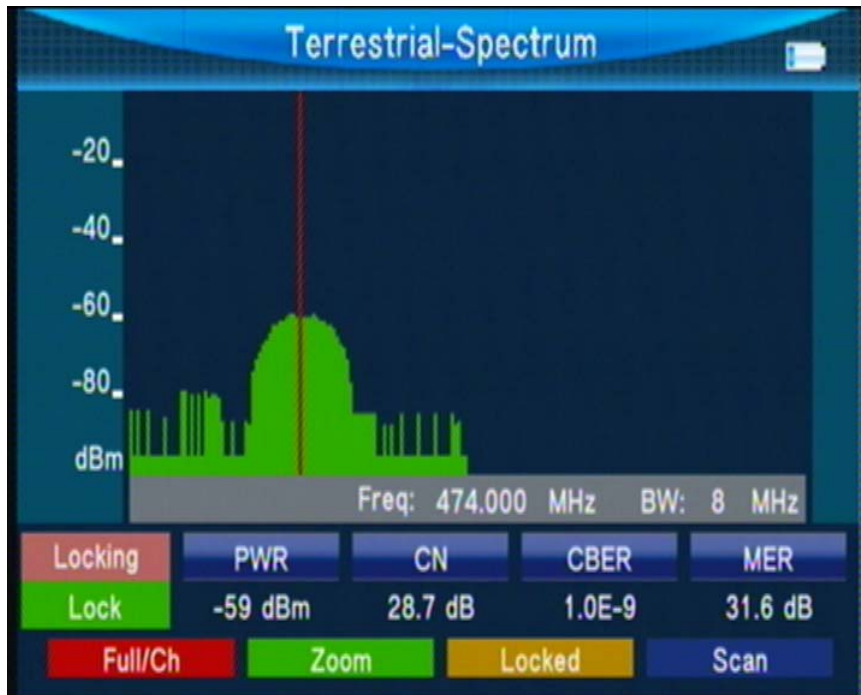 Terrestrial-Spectrum
-20
-40
-60
-80
dBm
Freq: 474.000 MHz BW: 8 MHz
Locking PWR CN CBER MER
Lock -59 dBm 28.7 dB 1.0E-9 31.6 dB
Full/Ch Zoom Locked Scan